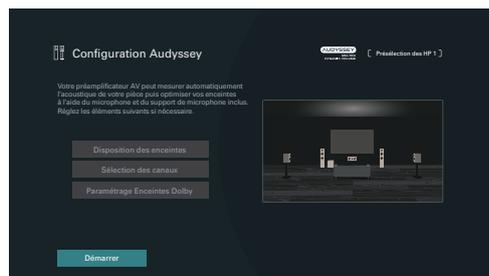 Configuration Audyssey
AUDYSSEY
[ Présélection des HP 1 ]
Votre préamplificateur AV peut mesurer automatiquement
l'acoustique de votre pièce puis optimiser vos enceintes
à l'aide du microphone et du support de microphone inclus.
Réglez les éléments suivants si nécessaire.
Disposition des enceintes
Sélection des canaux
Paramétrage Enceintes Dolby
Démarrer